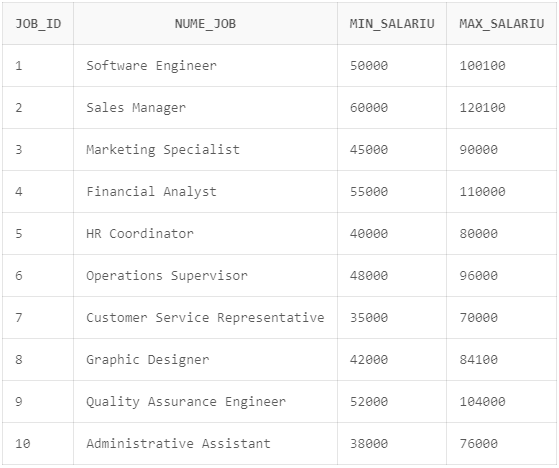 JOB_ID NUME_JOB MIN_SALARIU MAX_SALARIU
1 Software Engineer 50000 100100
2 Sales Manager 60000 120100
3 Marketing Specialist 45000 90000
4 Financial Analyst 55000 110000
5 HR Coordinator 40000 80000
6 Operations Supervisor 48000 96000
7 Customer Service Representative 35000 70000
8 Graphic Designer 42000 84100
9 Quality Assurance Engineer 52000 104000
10 Administrative Assistant 38000 76000